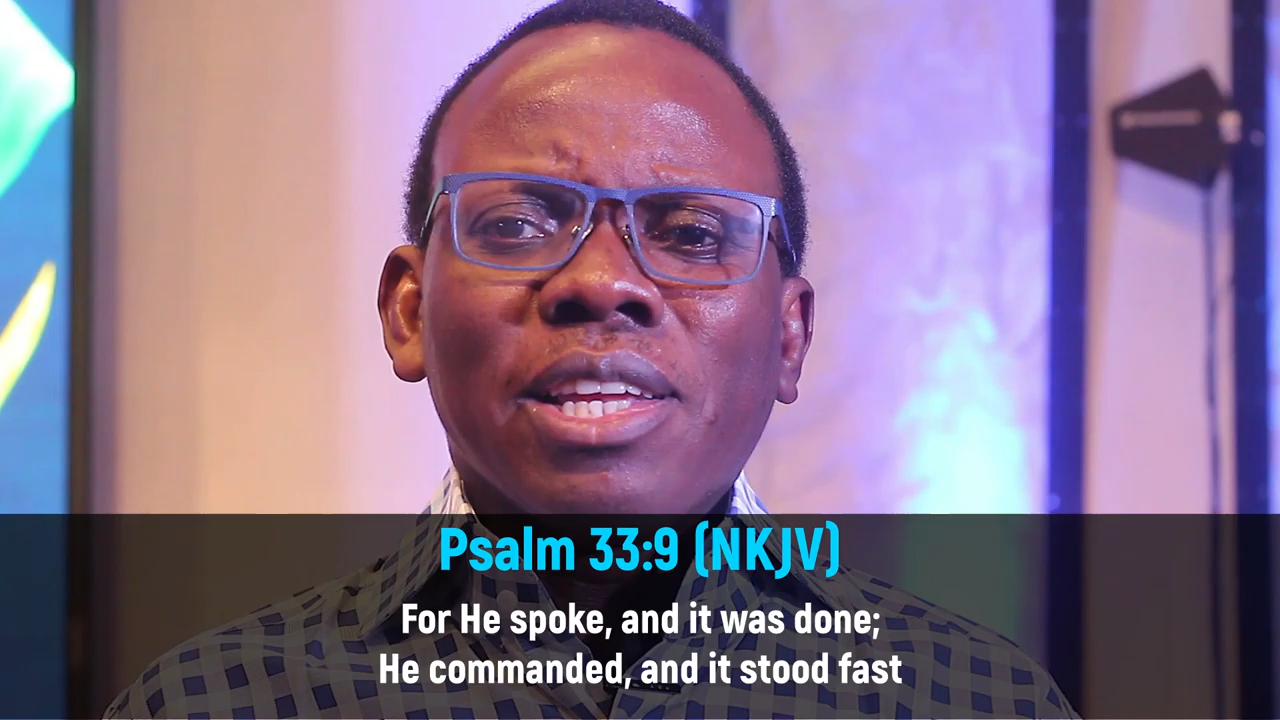 Psalm 33:9 (NKJV)
For He spoke, and it was done;
He commanded, and it stood fast